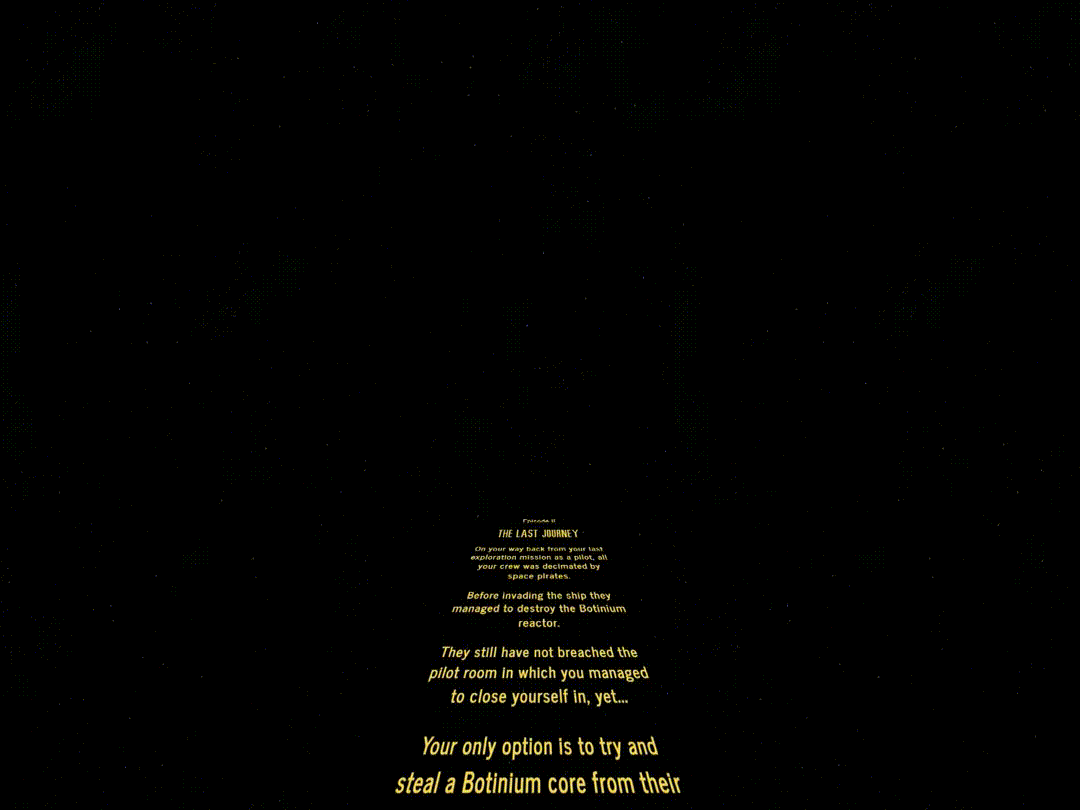 Episode II
THE LAST JOURNEY
On your way back from your last
exploration mission as a pilot, all
your crew was decimated by
space pirates.
Before invading the ship they
managed to destroy the Botinium
reactor.
They still have not breached the
pilot room in which you managed
to close yourself in, yet...
Your only option is to try and
steal a Botinium core from their